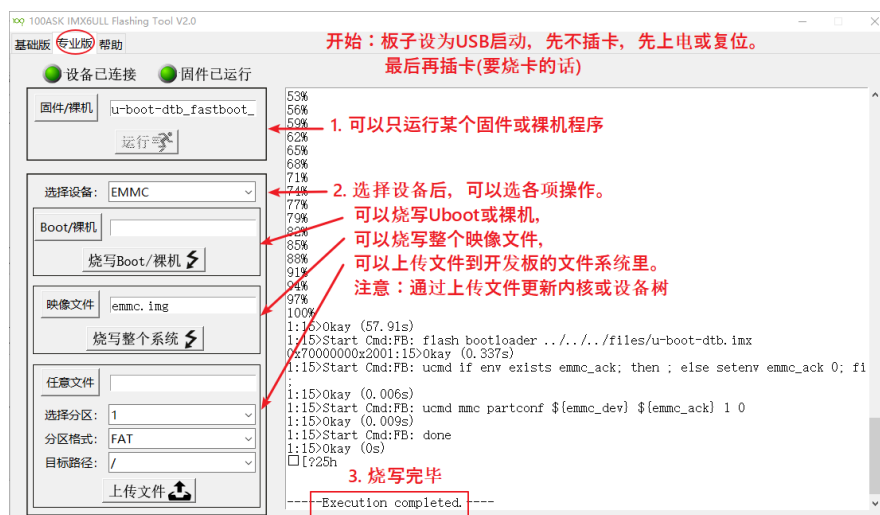 100ASK IMX6ULL Flashing Tool V2.0
基础版 专业版 帮助
开始：板子设为USB启动，先不插卡，先上电或复位。
最后再插卡(要烧卡的话)
设备已连接 固件已运行
固件/裸机 u-boot-dtb_fastboot_
运行
1. 可以只运行某个固件或裸机程序
选择设备: EMMC
2. 选择设备后，可以选各项操作。
Boot/裸机
可以烧写Uboot或裸机,
烧写Boot/裸机
可以烧写整个映像文件,
可以上传文件到开发板的文件系统里。
注意：通过上传文件更新内核或设备树
映像文件 emmc.img
烧写整个系统
任意文件
选择分区: 1
分区格式: FAT
目标路径: /
上传文件
53%
56%
59%
62%
65%
68%
71%
74%
77%
79%
82%
85%
88%
91%
94%
97%
100%
1:15>Okay (57.91s)
1:15>Start Cmd:FB: flash bootloader ../../../files/u-boot-dtb.imx
0x70000000x2001:15>Okay (0.337s)
1:15>Start Cmd:FB: ucmd if env exists emmc_ack; then ; else setenv emmc_ack 0; fi
;
1:15>Okay (0.006s)
1:15>Start Cmd:FB: ucmd mmc partconf ${emmc_dev} ${emmc_ack} 1 0
1:15>Okay (0.009s)
1:15>Start Cmd:FB: done
1:15>Okay (0s)
□[?25h
3. 烧写完毕
-----Execution completed.----